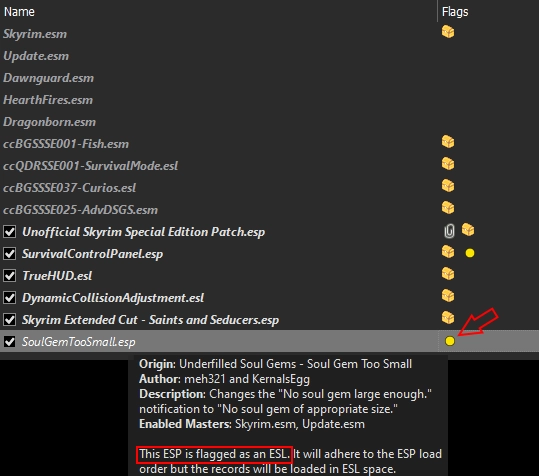 Name Flags
Skyrim.esm
Update.esm
Dawnguard.esm
HearthFires.esm
Dragonborn.esm
ccBGSSSE001-Fish.esm
ccQDRSSE001-SurvivalMode.esl
ccBGSSSE037-Curios.esl
ccBGSSSE025-AdvDSGS.esm
Unofficial Skyrim Special Edition Patch.esp
SurvivalControlPanel.esp
TrueHUD.esl
DynamicCollisionAdjustment.esl
Skyrim Extended Cut - Saints and Seducers.esp
SoulGemTooSmall.esp
Origin: Underfilled Soul Gems - Soul Gem Too Small
Author: meh321 and KernalsEgg
Description: Changes the "No soul gem large enough."
notification to "No soul gem of appropriate size."
Enabled Masters: Skyrim.esm, Update.esm
This ESP is flagged as an ESL. It will adhere to the ESP load
order but the records will be loaded in ESL space.